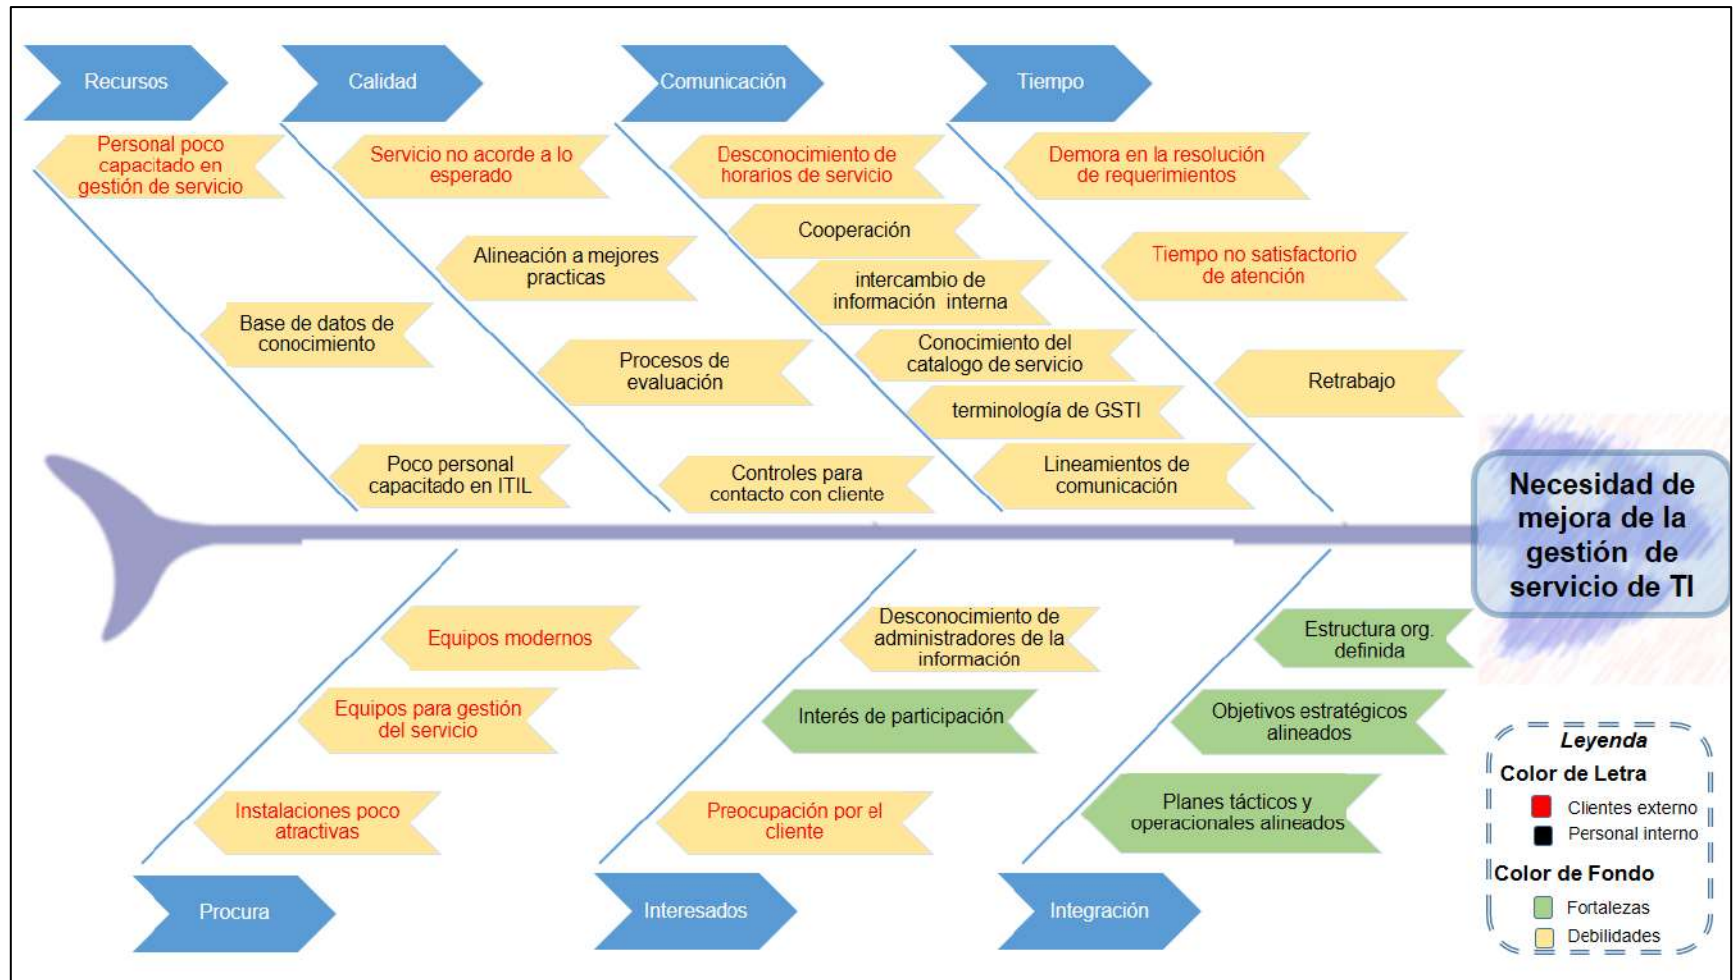 Recursos
Calidad
Comunicación
Tiempo
Personal poco
capacitado en
gestión de servicio
Servicio no acorde a lo
esperado
Desconocimiento de
horarios de servicio
Demora en la resolución
de requerimientos
Cooperación
Alineación a mejores
practicas
Tiempo no satisfactorio
de atención
intercambio de
información interna
Base de datos de
conocimiento
Conocimiento del
catalogo de servicio
Procesos de
evaluación
Retrabajo
terminología de GSTI
Poco personal
capacitado en ITIL
Controles para
contacto con cliente
Lineamientos de
comunicación
Necesidad de
mejora de la
gestión de
servicio de TI
Equipos modernos
Desconocimiento de
administradores de la
información
Estructura org.
definida
Equipos para gestión
del servicio
Interés de participación
Objetivos estratégicos
alineados
Instalaciones poco
atractivas
Preocupación por el
cliente
Planes tácticos y
operacionales alineados
Procura
Interesados
Integración
Leyenda
Color de Letra
Clientes externo
Personal interno
Color de Fondo
Fortalezas
Debilidades